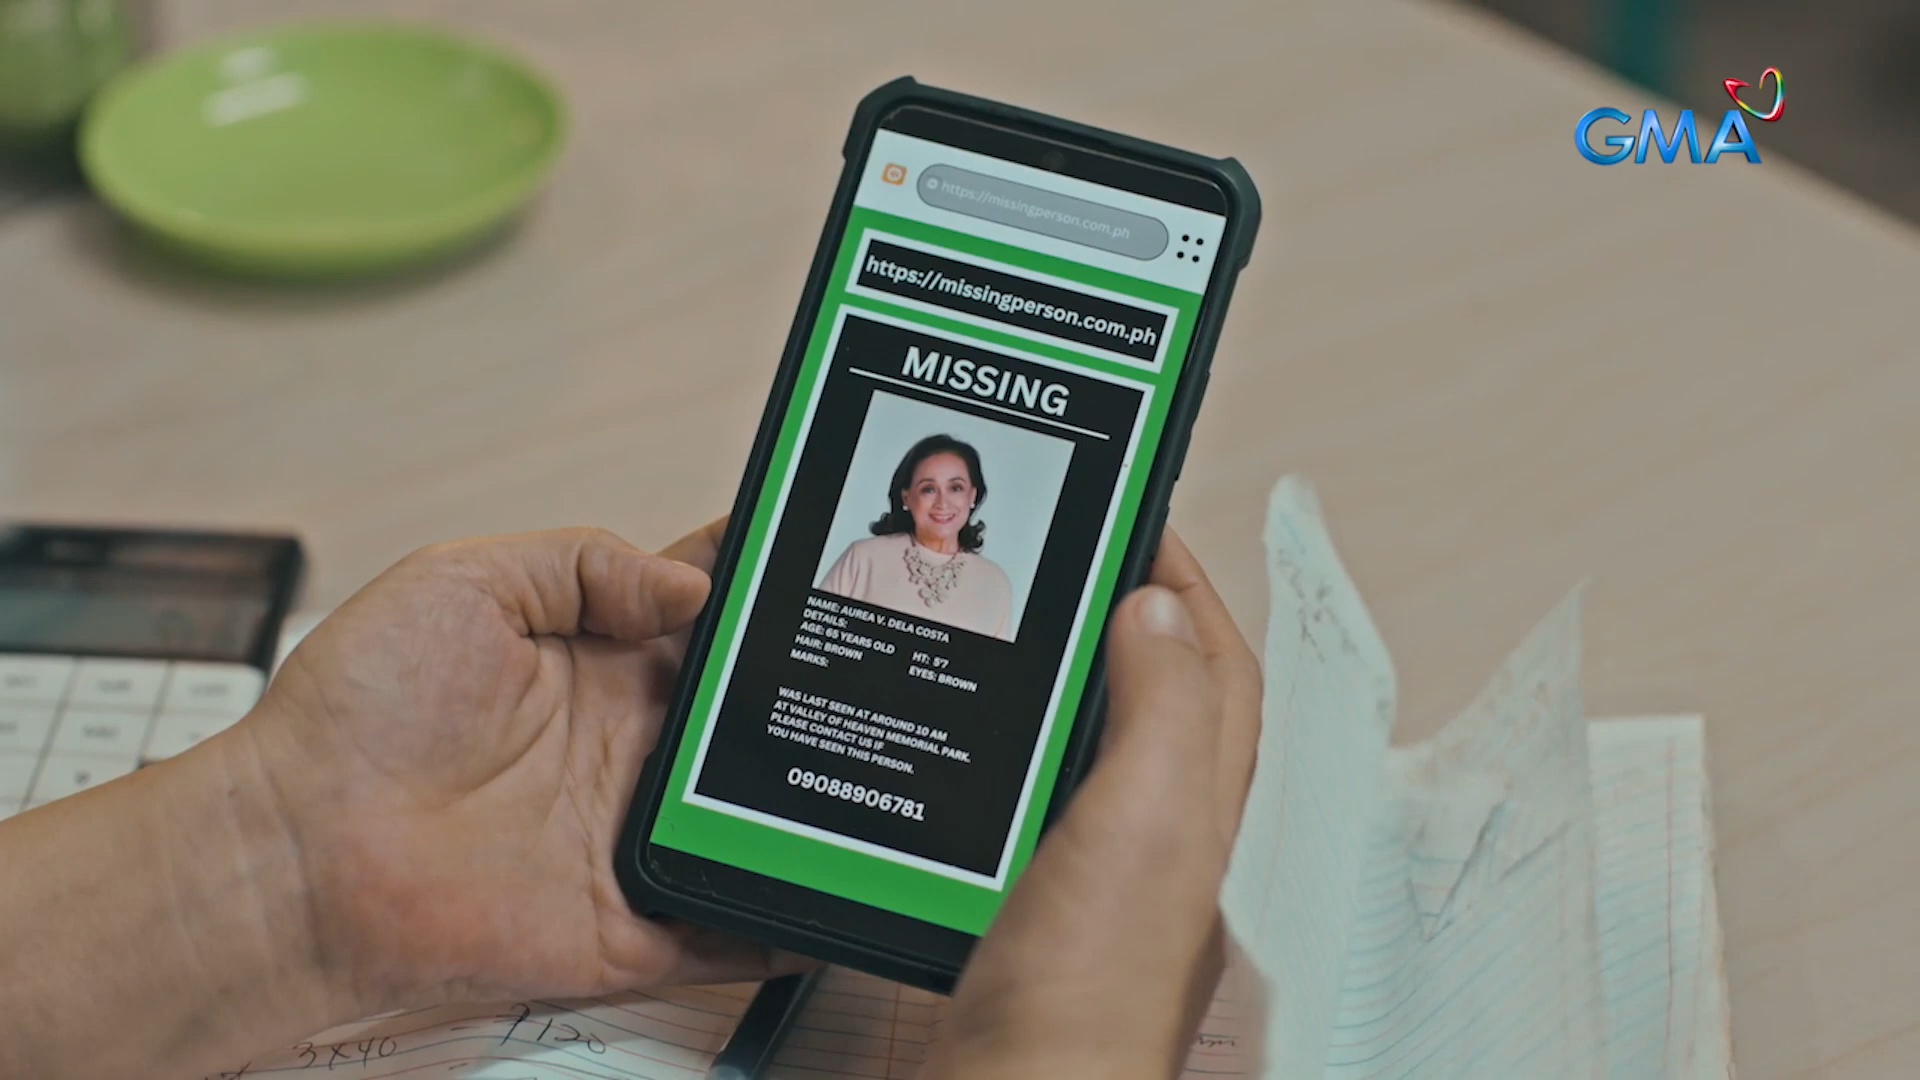 GMA
https://missingperson.com.ph
https://missingperson.com.ph
MISSING
NAME: AUREA V. DELA COSTA
DETAILS:
AGE: 65 YEARS OLD HT: 5'7
HAIR: BROWN EYES: BROWN
MARKS:
WAS LAST SEEN AT AROUND 10 AM
AT VALLEY OF HEAVEN MEMORIAL PARK.
PLEASE CONTACT US IF
YOU HAVE SEEN THIS PERSON.
09088906781
3x40 = 7120